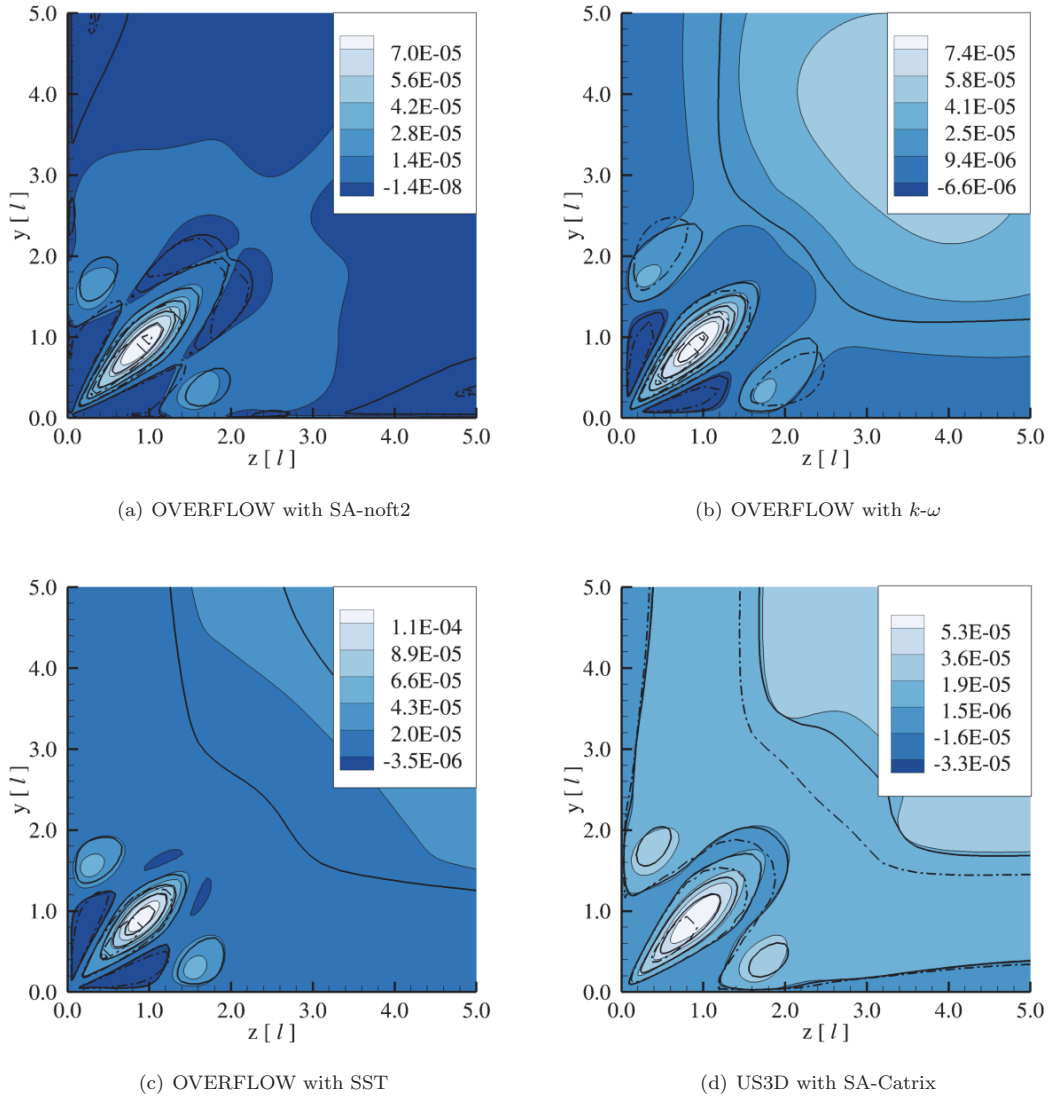 5.0
4.0
3.0
2.0
1.0
0.0
y [ l ]
0.0 1.0 2.0 3.0 4.0 5.0
z [ l ]
7.0E-05
5.6E-05
4.2E-05
2.8E-05
1.4E-05
-1.4E-08
(a) OVERFLOW with SA-noft2
5.0
4.0
3.0
2.0
1.0
0.0
y [ l ]
0.0 1.0 2.0 3.0 4.0 5.0
z [ l ]
7.4E-05
5.8E-05
4.1E-05
2.5E-05
9.4E-06
-6.6E-06
(b) OVERFLOW with k-ω
5.0
4.0
3.0
2.0
1.0
0.0
y [ l ]
0.0 1.0 2.0 3.0 4.0 5.0
z [ l ]
1.1E-04
8.9E-05
6.6E-05
4.3E-05
2.0E-05
-3.5E-06
(c) OVERFLOW with SST
5.0
4.0
3.0
2.0
1.0
0.0
y [ l ]
0.0 1.0 2.0 3.0 4.0 5.0
z [ l ]
5.3E-05
3.6E-05
1.9E-05
1.5E-06
-1.6E-05
-3.3E-05
(d) US3D with SA-Catrix